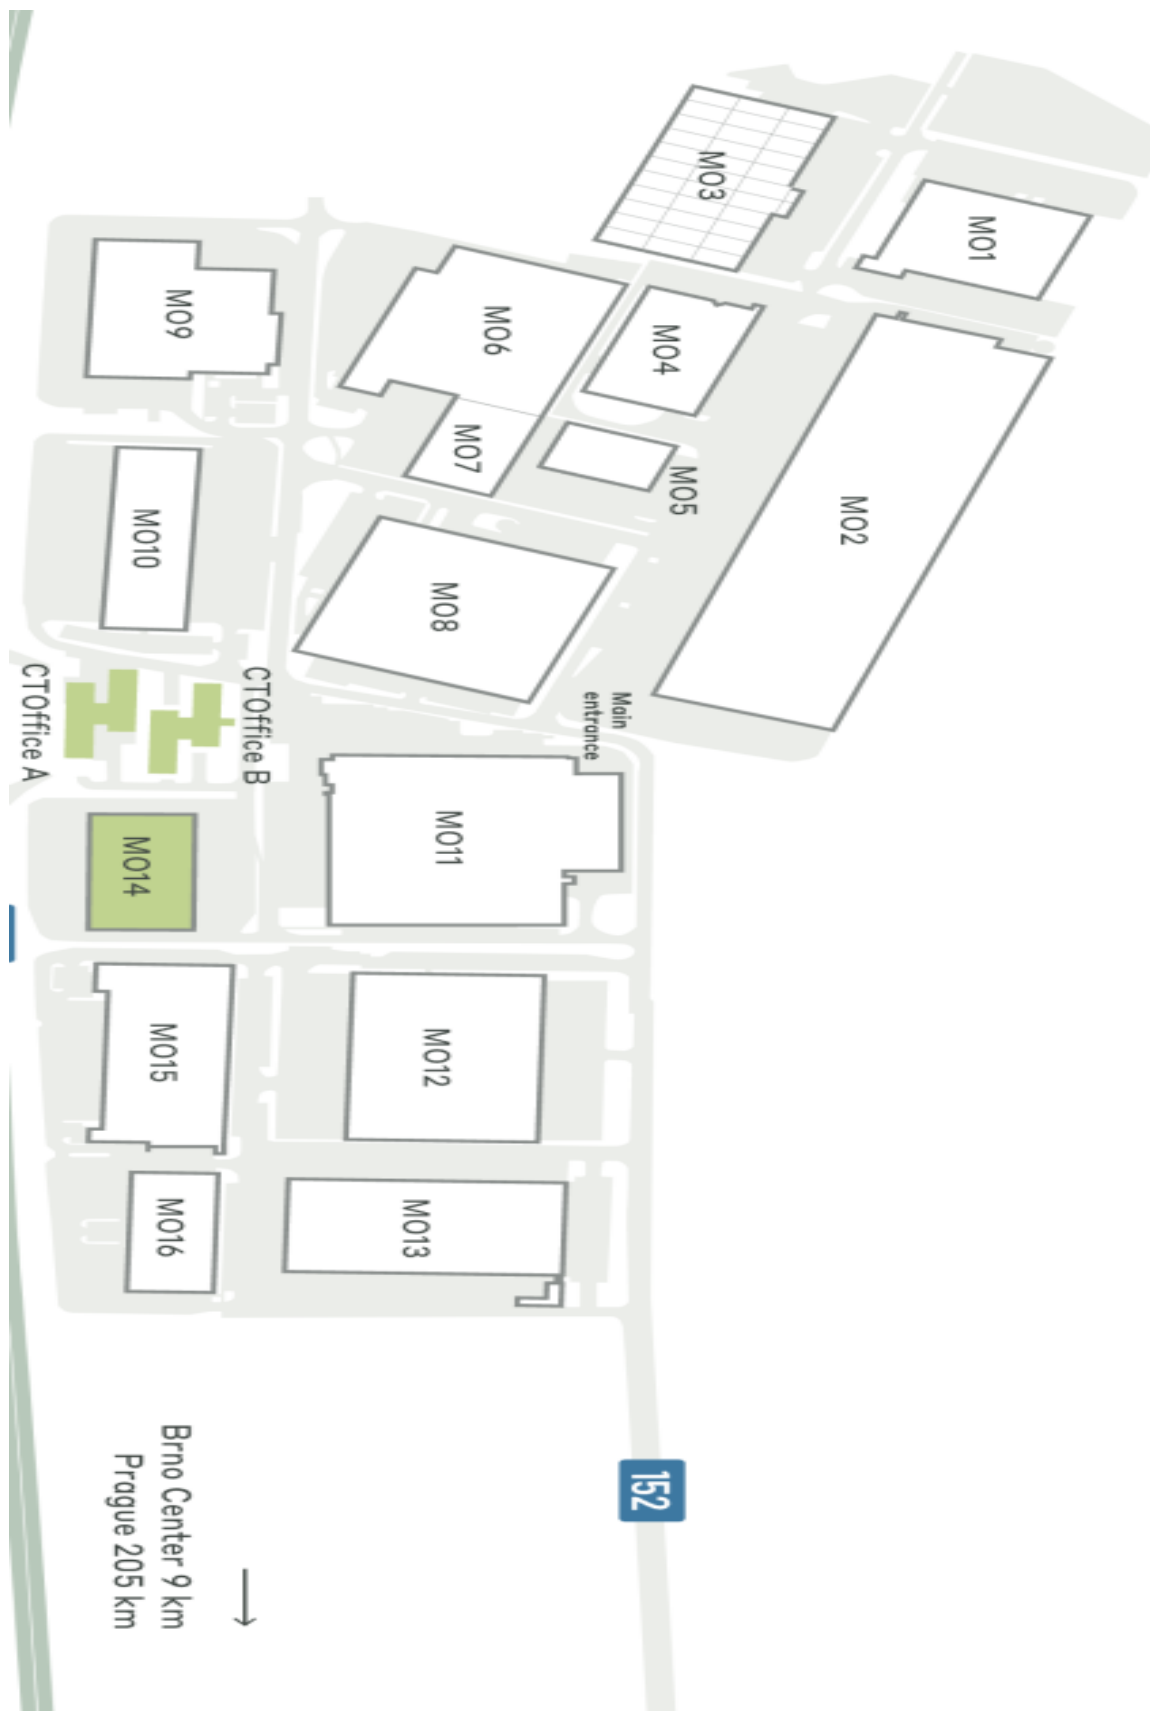 MO1
MO2
MO3
MO4
MO5
Main
entrance
152
MO6
MO7
MO8
MO11
MO12
MO13
CTOffice B
MO9
MO10
MO14
MO15
MO16
Brno Center 9 km
Prague 205 km
CTOffice A